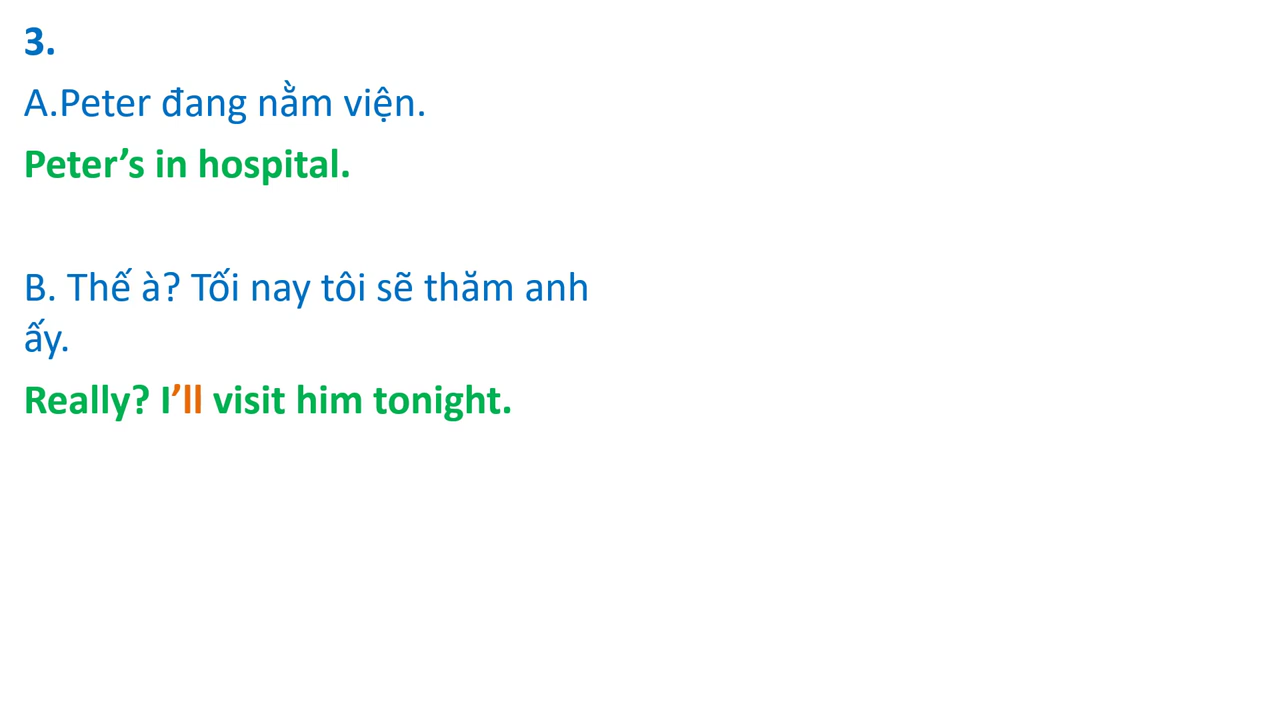 3.
A.Peter đang nằm viện.
Peter’s in hospital.
B. Thế à? Tối nay tôi sẽ thăm anh
ấy.
Really? I’ll visit him tonight.